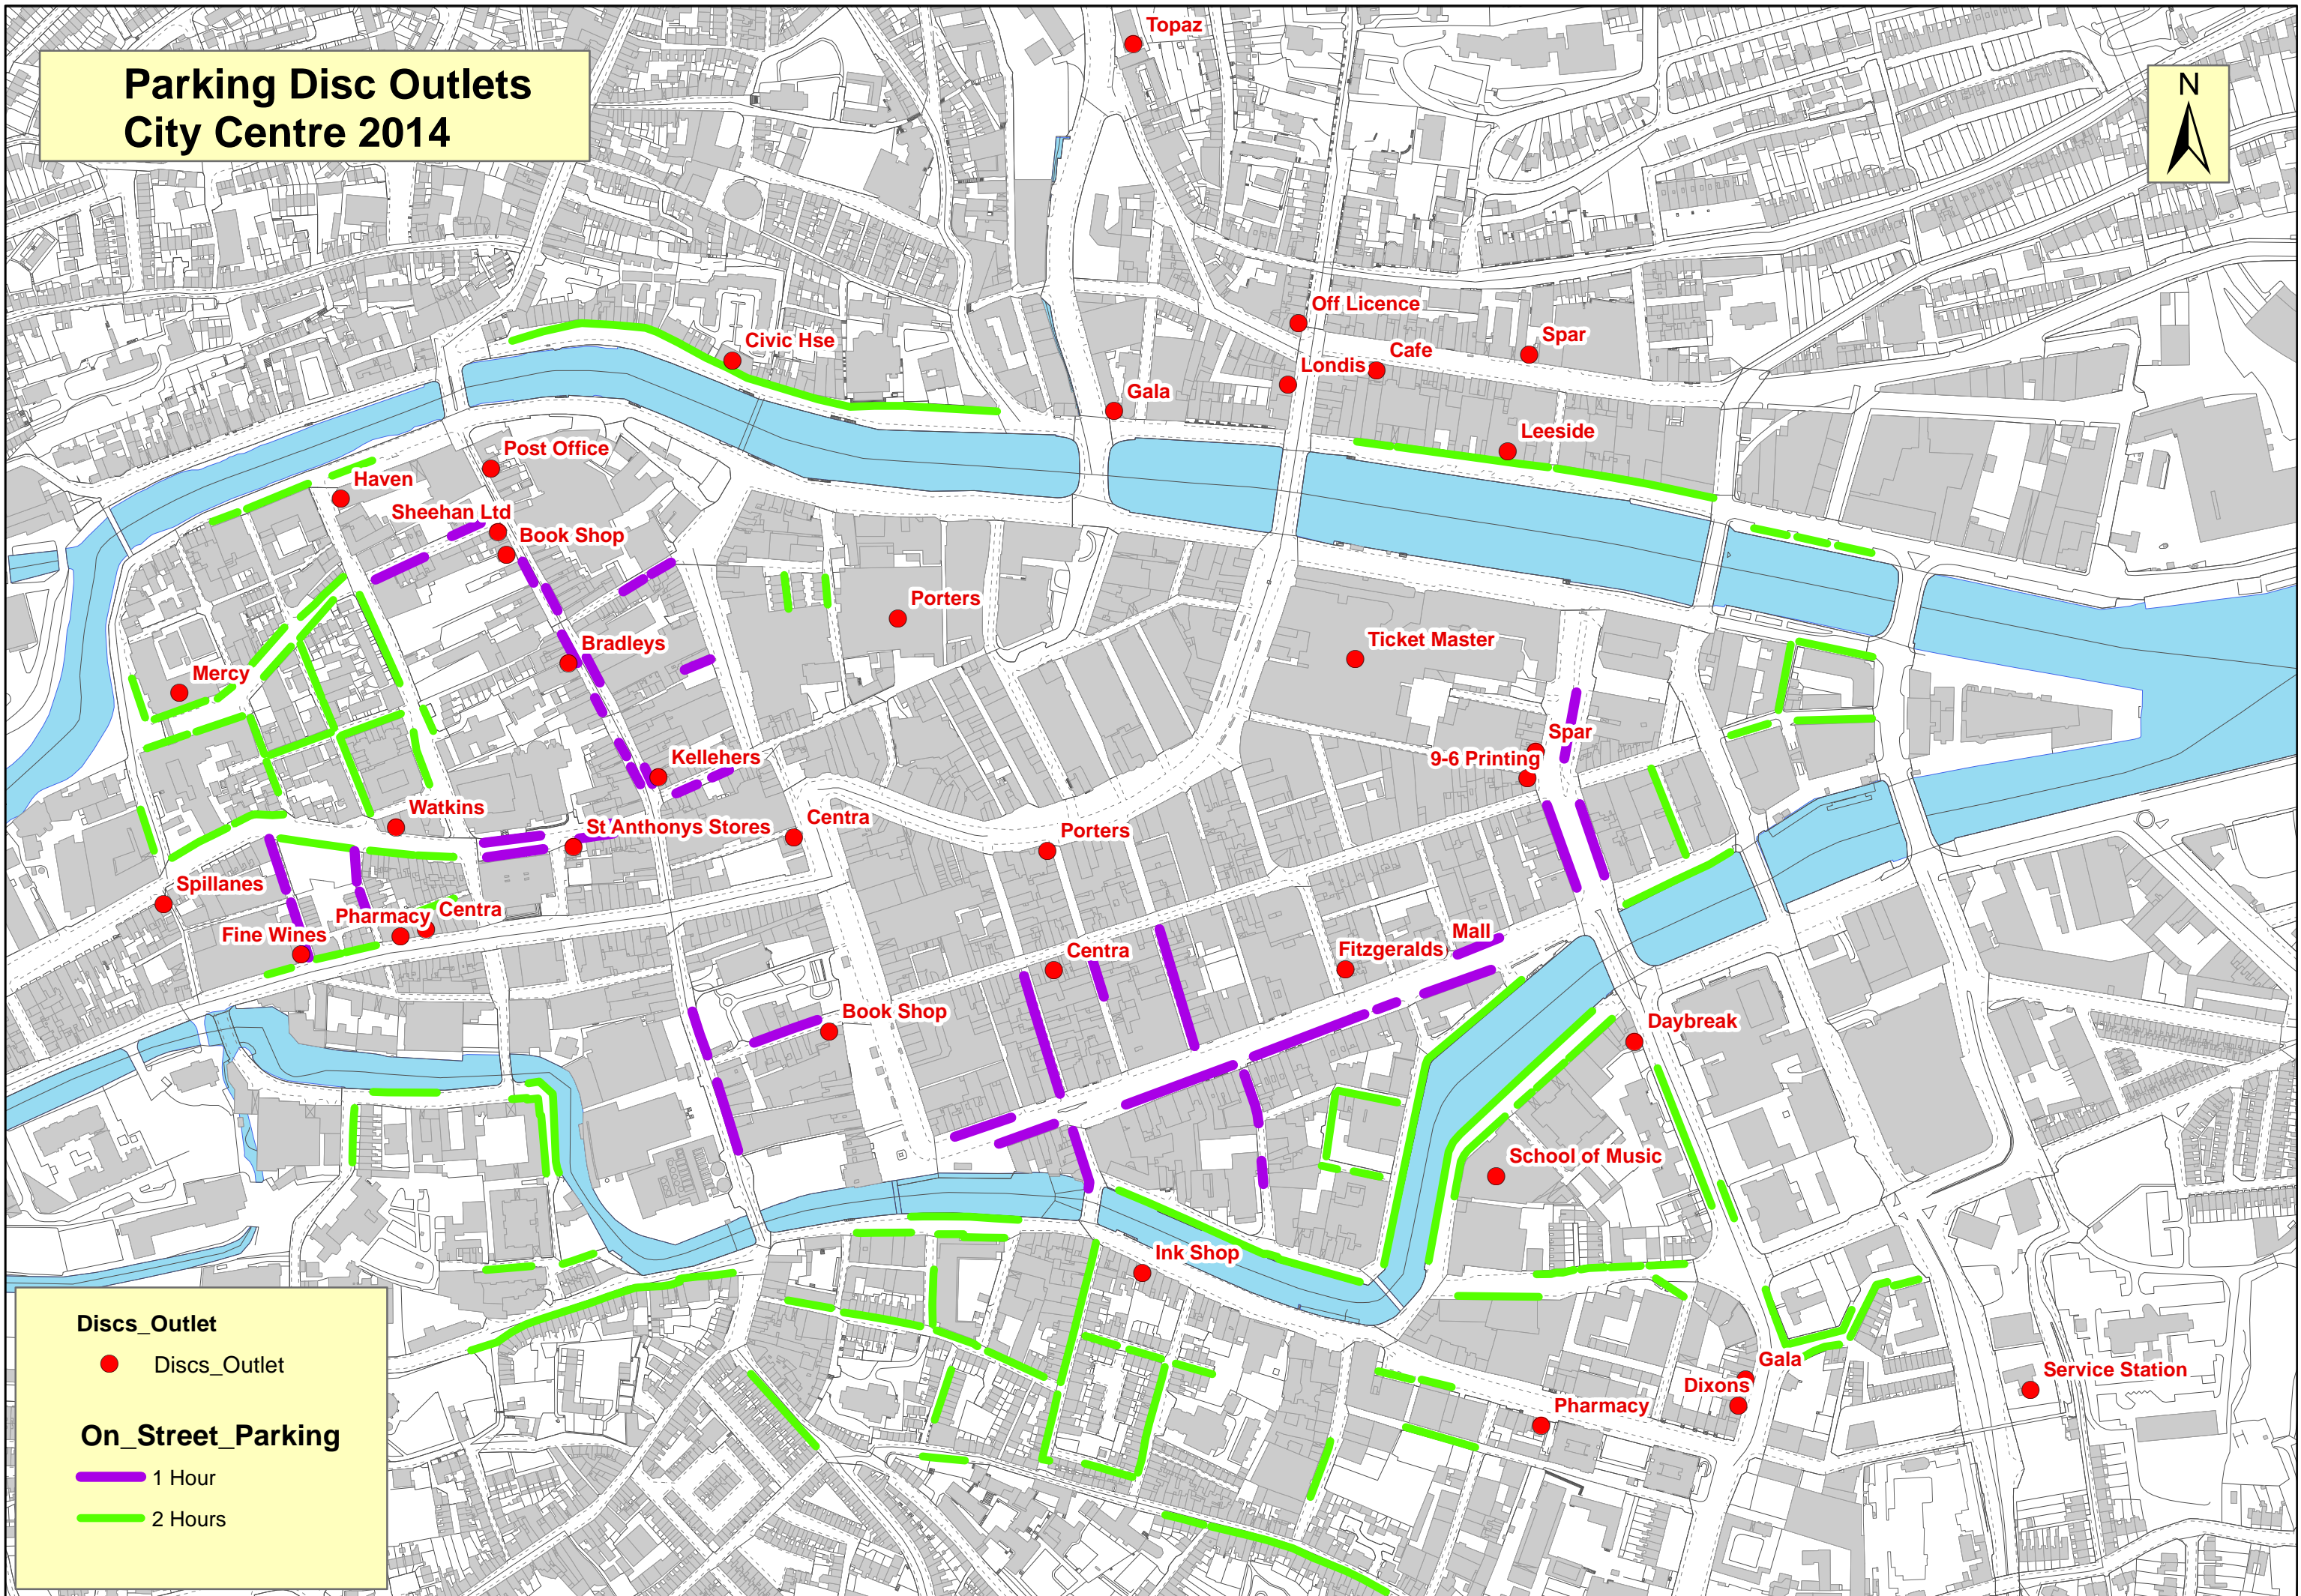 Parking Disc Outlets
City Centre 2014
N
Topaz
Off Licence
Civic Hse
Spar
Cafe
Londis
Gala
Leeside
Post Office
Haven
Sheehan Ltd
Book Shop
Porters
Bradleys
Ticket Master
Mercy
Spar
Kellehers
9-6 Printing
Watkins
Centra
St Anthonys Stores
Porters
Spillanes
Centra
Pharmacy
Fine Wines
Mall
Fitzgeralds
Centra
Book Shop
Daybreak
School of Music
Ink Shop
Gala
Service Station
Dixons
Pharmacy
Discs_Outlet
Discs_Outlet
On_Street_Parking
1 Hour
2 Hours